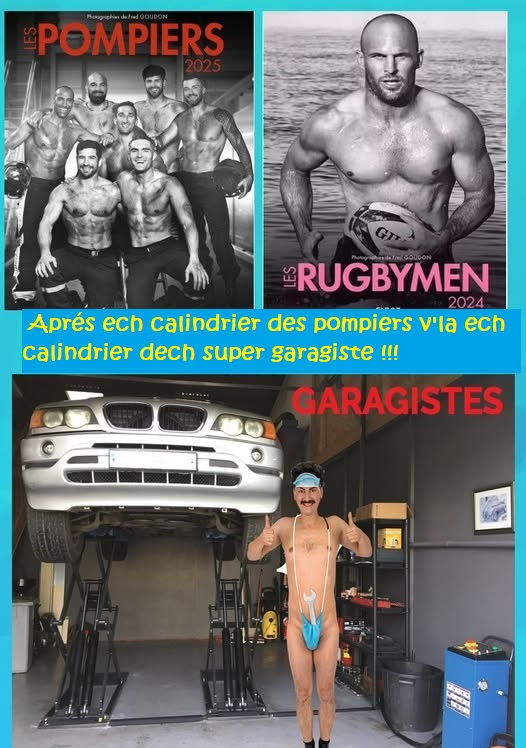 Photographies de Fred GOUDON
LES POMPIERS
2025
Photographies de Fred GOUDON
LES RUGBYMEN
2024
Aprés ech calindrier des pompiers v'la ech
calindrier dech super garagiste !!!
GARAGISTES